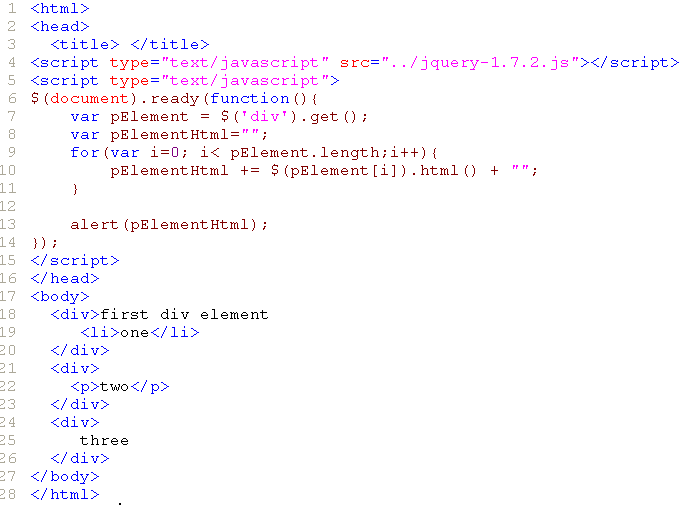 1 <html>
2 <head>
3 <title> </title>
4 <script type="text/javascript" src="../jquery-1.7.2.js"></script>
5 <script type="text/javascript">
6 $(document).ready(function(){
7 var pElement = $('div').get();
8 var pElementHtml="";
9 for(var i=0; i< pElement.length;i++){
10 pElementHtml += $(pElement[i]).html() + "";
11 }
12
13 alert(pElementHtml);
14 });
15 </script>
16 </head>
17 <body>
18 <div>first div element
19 <li>one</li>
20 </div>
21 <div>
22 <p>two</p>
23 </div>
24 <div>
25 three
26 </div>
27 </body>
28 </html>